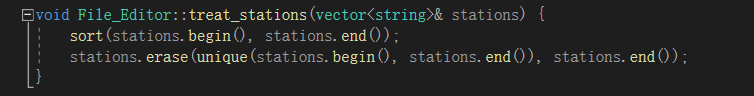 void File_Editor::treat_stations(vector<string>& stations) {
sort(stations.begin(), stations.end());
stations.erase(unique(stations.begin(), stations.end()), stations.end());
}